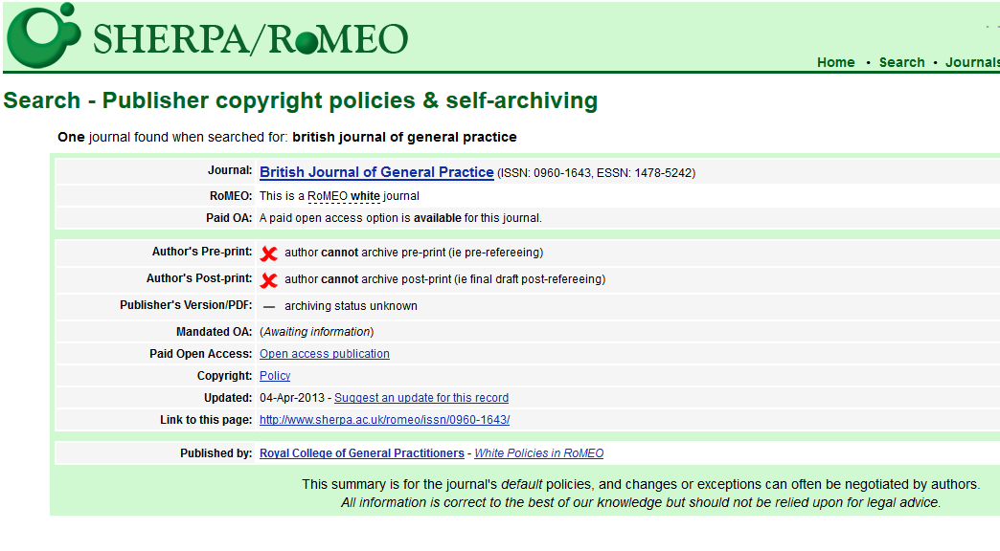 SHERPA/RoMEO
Home • Search • Journals
Search - Publisher copyright policies & self-archiving
One journal found when searched for: british journal of general practice
Journal: British Journal of General Practice (ISSN: 0960-1643, ESSN: 1478-5242)
RoMEO: This is a RoMEO white journal
Paid OA: A paid open access option is available for this journal.
Author's Pre-print: author cannot archive pre-print (ie pre-refereeing)
Author's Post-print: author cannot archive post-print (ie final draft post-refereeing)
Publisher's Version/PDF: archiving status unknown
Mandated OA: (Awaiting information)
Paid Open Access: Open access publication
Copyright: Policy
Updated: 04-Apr-2013 - Suggest an update for this record
Link to this page: http://www.sherpa.ac.uk/romeo/issn/0960-1643/
Published by: Royal College of General Practitioners - White Policies in RoMEO
This summary is for the journal's default policies, and changes or exceptions can often be negotiated by authors.
All information is correct to the best of our knowledge but should not be relied upon for legal advice.